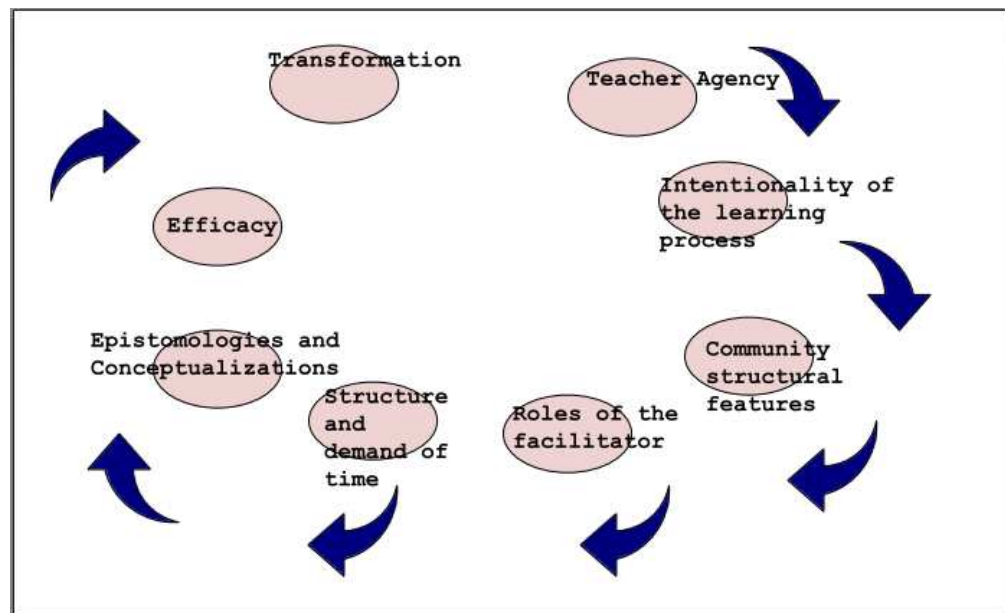 Transformation
Teacher Agency
Intentionality of
the learning
process
Efficacy
Epistomologies and
Conceptualizations
Community
structural
features
Structure
and
demand of
time
Roles of the
facilitator